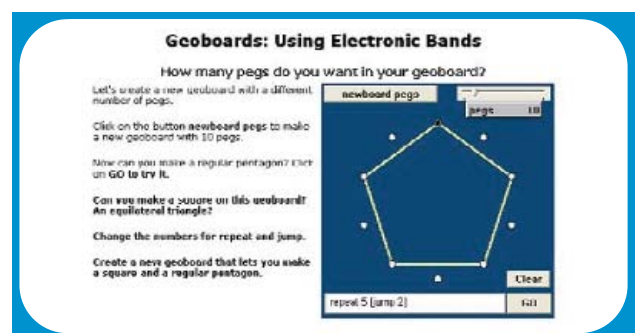 Geoboards: Using Electronic Bands
How many pegs do you want in your geoboard?
Let's create a new geoboard with a different
number of pegs.
Click on the button newboard pegs to make
a new geoboard with 10 pegs.
Now can you make a regular pentagon? Click
on GO to try it.
Can you make a square on this geoboard?
An equilateral triangle?
Change the numbers for repeat and jump.
Create a new geoboard that lets you make
a square and a regular pentagon.
newboard pegs
pegs 10
Clear
repeat 5 [jump 2]
GO